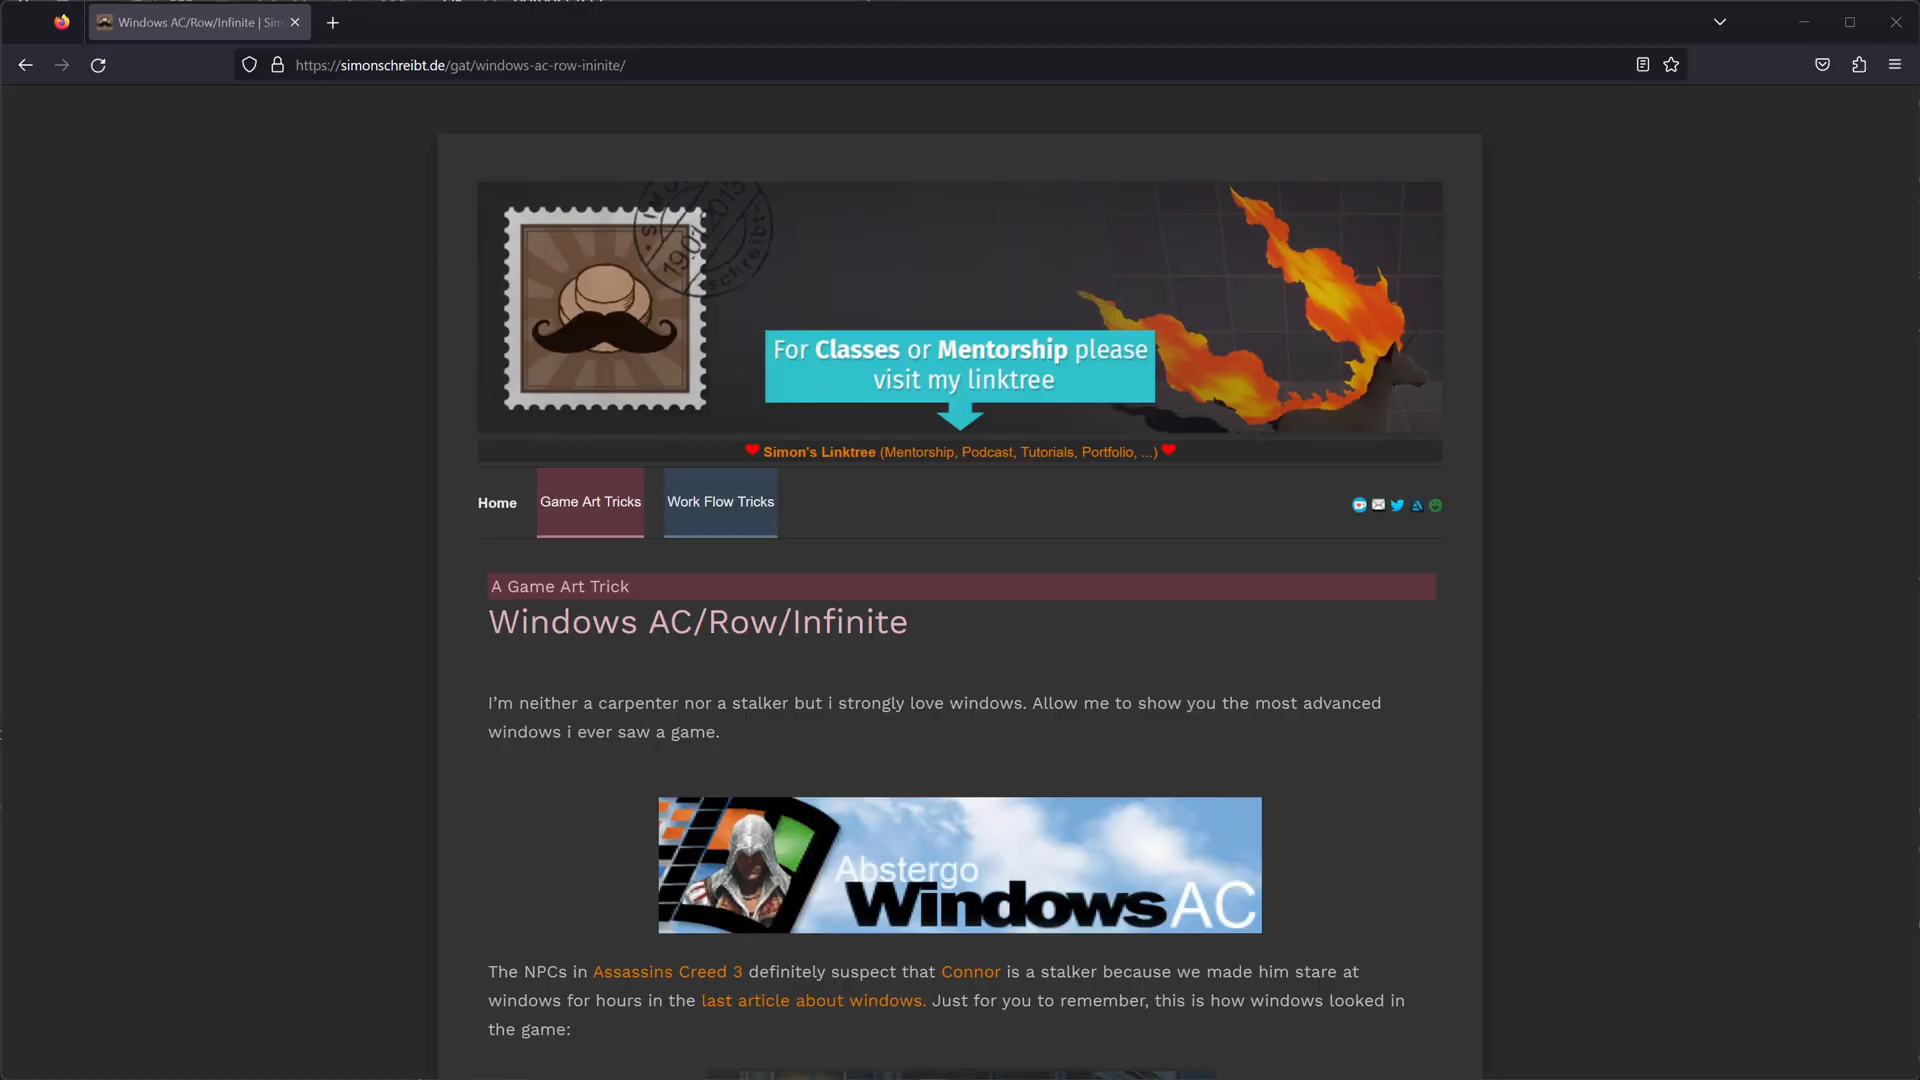 Windows AC/Row/Infinite | Sim
https://simonschreibt.de/gat/windows-ac-row-ininite/
SIMO
19.01.2013
schreibt
For Classes or Mentorship please
visit my linktree
Simon's Linktree (Mentorship, Podcast, Tutorials, Portfolio, ...)
Home
Game Art Tricks
Work Flow Tricks
A Game Art Trick
Windows AC/Row/Infinite
I'm neither a carpenter nor a stalker but i strongly love windows. Allow me to show you the most advanced
windows i ever saw a game.
Abstergo
Windows AC
The NPCs in Assassins Creed 3 definitely suspect that Connor is a stalker because we made him stare at
windows for hours in the last article about windows. Just for you to remember, this is how windows looked in
the game: